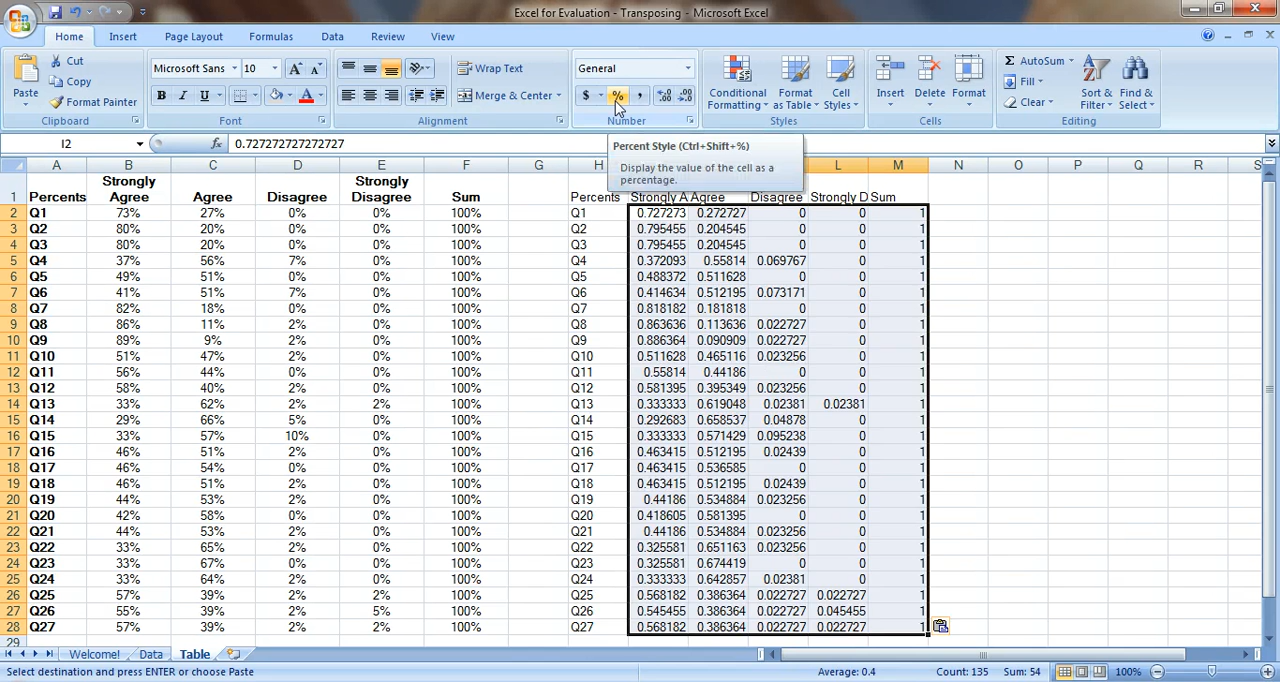 Excel for Evaluation - Transposing - Microsoft Excel
Home Insert Page Layout Formulas Data Review View
Paste Cut Copy Format Painter Clipboard
Microsoft Sans 10 B I U A Font
Wrap Text Merge & Center Alignment
General $ % , Number
Conditional Formatting Format as Table Cell Styles Styles
Insert Delete Format Cells
Σ AutoSum Fill Clear Sort & Filter Find & Select Editing
I2 fx 0.727272727272727
Percent Style (Ctrl+Shift+%)
Display the value of the cell as a
percentage.
A B C D E F G H L M N O P Q R S
1 Percents Strongly Agree Agree Disagree Strongly Disagree Sum Percents Strongly A Agree Disagree Strongly D Sum
2 Q1 73% 27% 0% 0% 100% Q1 0.727273 0.272727 0 0 1
3 Q2 80% 20% 0% 0% 100% Q2 0.795455 0.204545 0 0 1
4 Q3 80% 20% 0% 0% 100% Q3 0.795455 0.204545 0 0 1
5 Q4 37% 56% 7% 0% 100% Q4 0.372093 0.55814 0.069767 0 1
6 Q5 49% 51% 0% 0% 100% Q5 0.488372 0.511628 0 0 1
7 Q6 41% 51% 7% 0% 100% Q6 0.414634 0.512195 0.073171 0 1
8 Q7 82% 18% 0% 0% 100% Q7 0.818182 0.181818 0 0 1
9 Q8 86% 11% 2% 0% 100% Q8 0.863636 0.113636 0.022727 0 1
10 Q9 89% 9% 2% 0% 100% Q9 0.886364 0.090909 0.022727 0 1
11 Q10 51% 47% 2% 0% 100% Q10 0.511628 0.465116 0.023256 0 1
12 Q11 56% 44% 0% 0% 100% Q11 0.55814 0.44186 0 0 1
13 Q12 58% 40% 2% 0% 100% Q12 0.581395 0.395349 0.023256 0 1
14 Q13 33% 62% 2% 2% 100% Q13 0.333333 0.619048 0.02381 0.02381 1
15 Q14 29% 66% 5% 0% 100% Q14 0.292683 0.658537 0.04878 0 1
16 Q15 33% 57% 10% 0% 100% Q15 0.333333 0.571429 0.095238 0 1
17 Q16 46% 51% 2% 0% 100% Q16 0.463415 0.512195 0.02439 0 1
18 Q17 46% 54% 0% 0% 100% Q17 0.463415 0.536585 0 0 1
19 Q18 46% 51% 2% 0% 100% Q18 0.463415 0.512195 0.02439 0 1
20 Q19 44% 53% 2% 0% 100% Q19 0.44186 0.534884 0.023256 0 1
21 Q20 42% 58% 0% 0% 100% Q20 0.418605 0.581395 0 0 1
22 Q21 44% 53% 2% 0% 100% Q21 0.44186 0.534884 0.023256 0 1
23 Q22 33% 65% 2% 0% 100% Q22 0.325581 0.651163 0.023256 0 1
24 Q23 33% 67% 0% 0% 100% Q23 0.325581 0.674419 0 0 1
25 Q24 33% 64% 2% 0% 100% Q24 0.333333 0.642857 0.02381 0 1
26 Q25 57% 39% 2% 2% 100% Q25 0.568182 0.386364 0.022727 0.022727 1
27 Q26 55% 39% 2% 5% 100% Q26 0.545455 0.386364 0.022727 0.045455 1
28 Q27 57% 39% 2% 2% 100% Q27 0.568182 0.386364 0.022727 0.022727 1
29
Welcome! Data Table
Select destination and press ENTER or choose Paste Average: 0.4 Count: 135 Sum: 54 100%